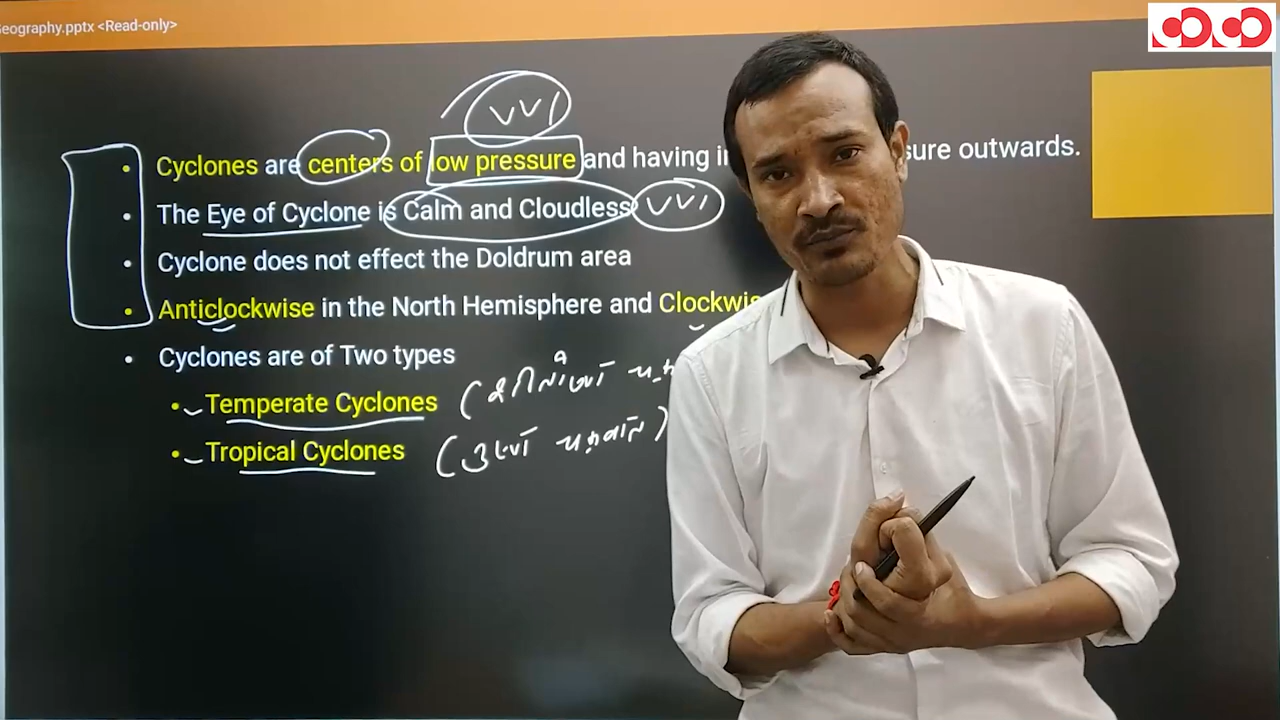 Geography.pptx <Read-only>
VVI
• Cyclones are centers of low pressure and having in sure outwards.
• The Eye of Cyclone is Calm and Cloudless VVI
• Cyclone does not effect the Doldrum area
• Anticlockwise in the North Hemisphere and Clockwis
• Cyclones are of Two types
• Temperate Cyclones (
• Tropical Cyclones (